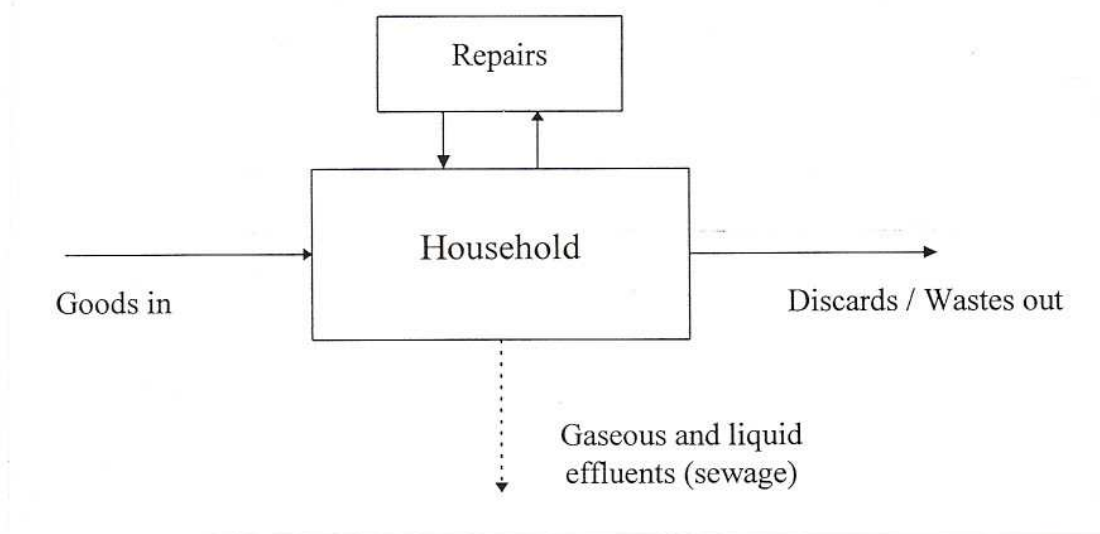 Repairs
Household
Goods in
Discards / Wastes out
Gaseous and liquid
effluents (sewage)